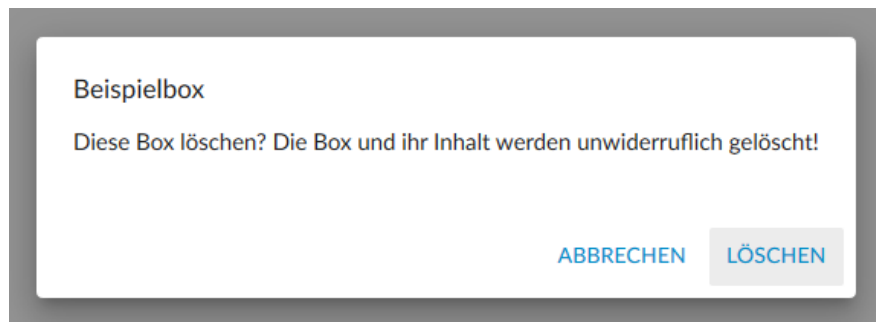 Beispielbox
Diese Box löschen? Die Box und ihr Inhalt werden unwiderruflich gelöscht!
ABBRECHEN LÖSCHEN